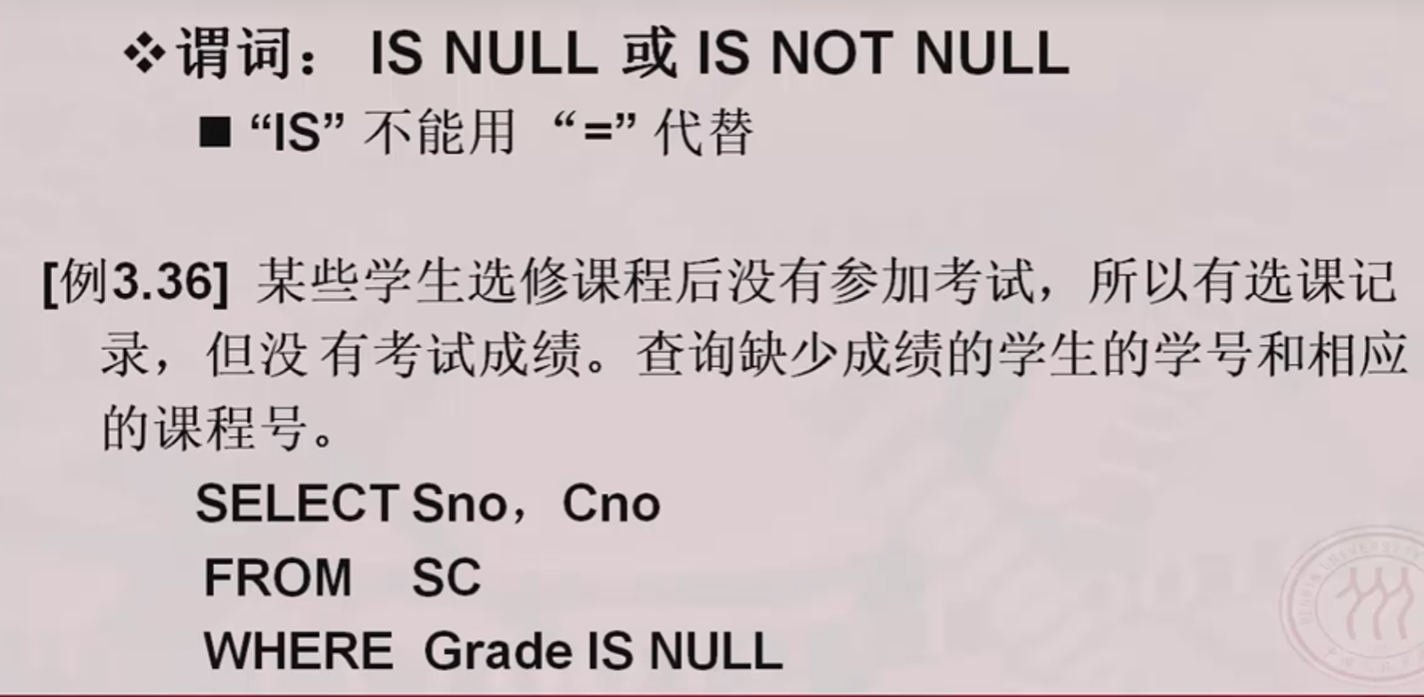 ❖谓词： IS NULL 或 IS NOT NULL
■ “IS” 不能用 “=” 代替
[例3.36] 某些学生选修课程后没有参加考试，所以有选课记
录，但没有考试成绩。查询缺少成绩的学生的学号和相应
的课程号。
SELECT Sno，Cno
FROM SC
WHERE Grade IS NULL